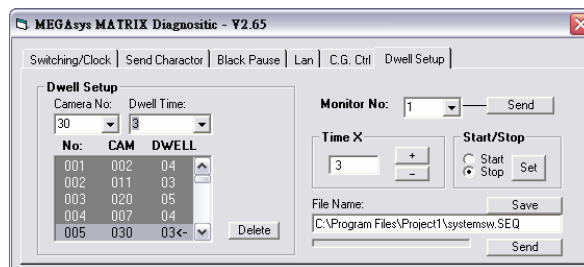 MEGAsys MATRIX Diagnositic - V2.65
Switching/Clock Send Charactor Black Pause Lan C.G. Ctrl Dwell Setup
Dwell Setup
Camera No: Dwell Time:
30 3
No: CAM DWELL
001 002 04
002 011 03
003 020 05
004 007 04
005 030 03<-
Delete
Monitor No: 1 Send
Time X
3 + -
Start/Stop
Start
Stop
Set
File Name: Save
C:\Program Files\Project1\systemsw.SEQ
Send